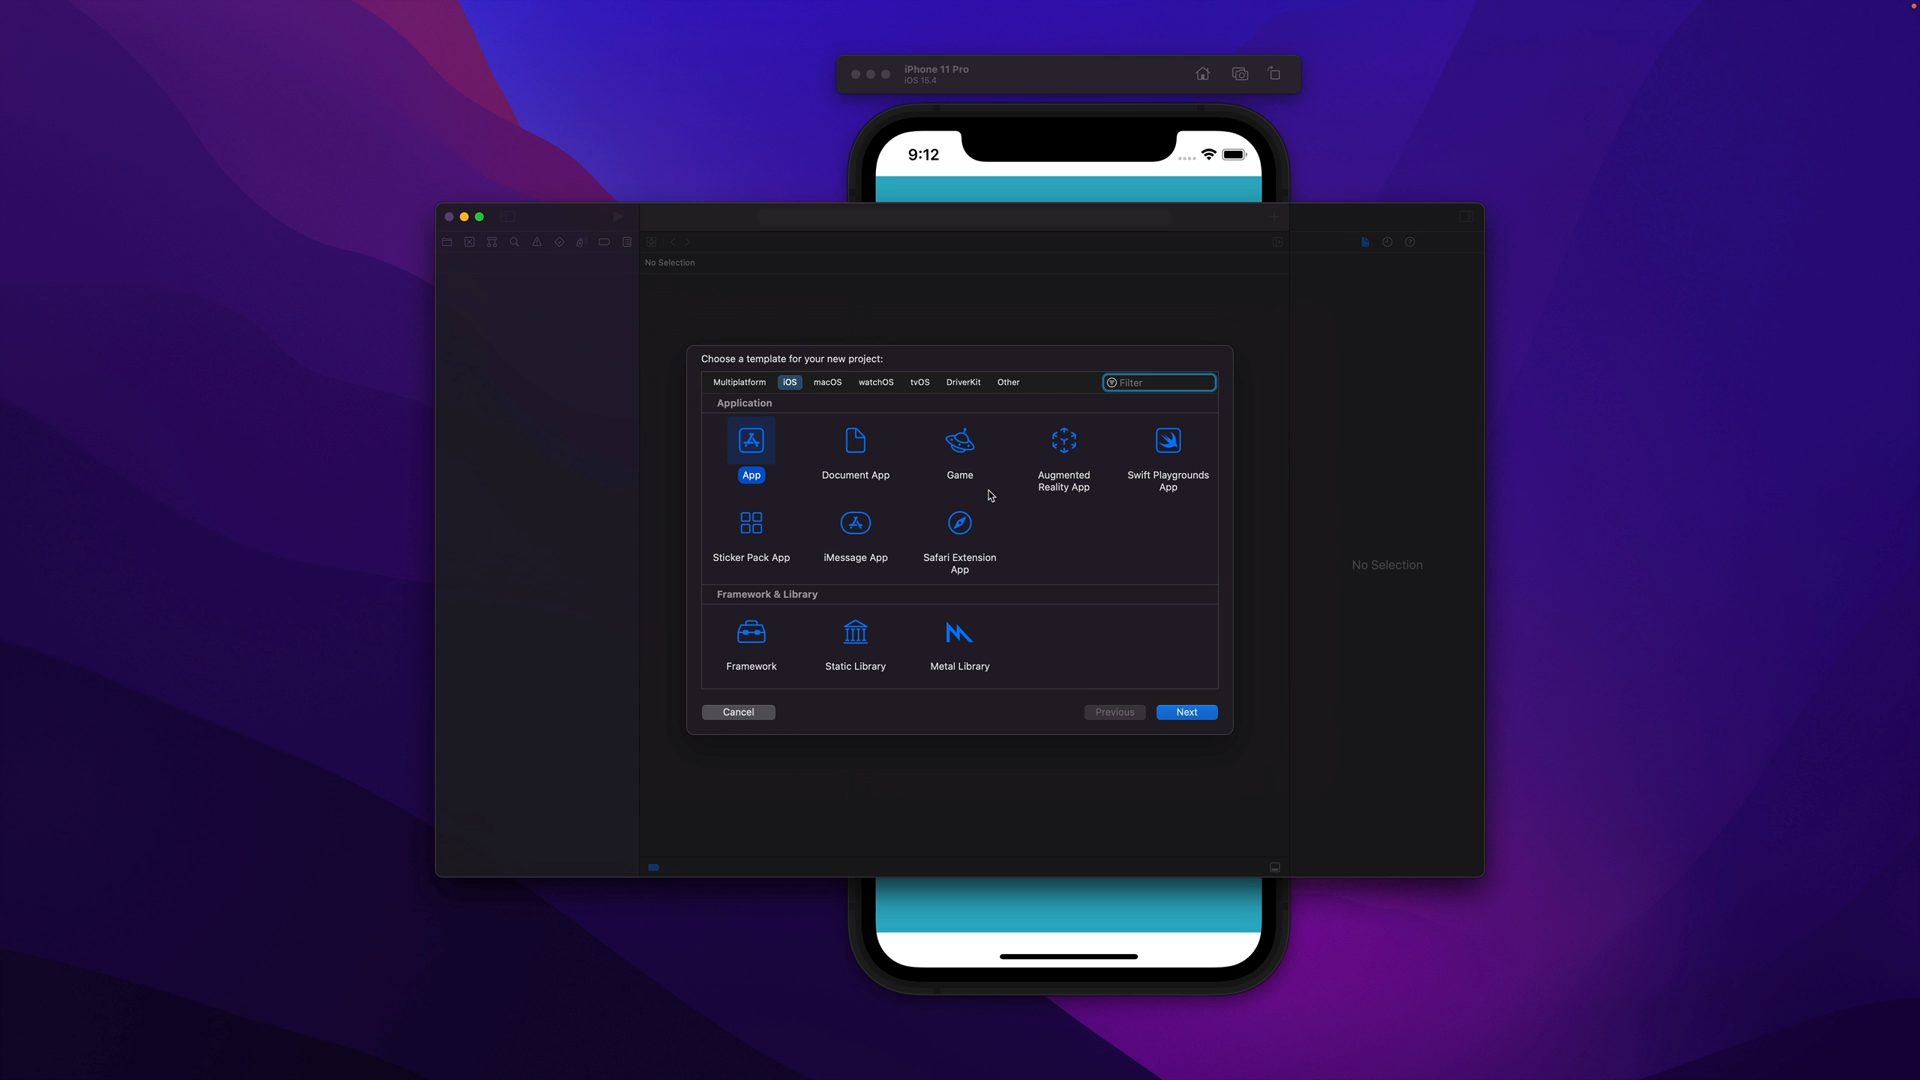 iPhone 11 Pro
iOS 15.4
9:12
No Selection
Choose a template for your new project:
Multiplatform iOS macOS watchOS tvOS DriverKit Other Filter
Application
App Document App Game Augmented Reality App Swift Playgrounds App
Sticker Pack App iMessage App Safari Extension App
No Selection
Framework & Library
Framework Static Library Metal Library
Cancel Previous Next